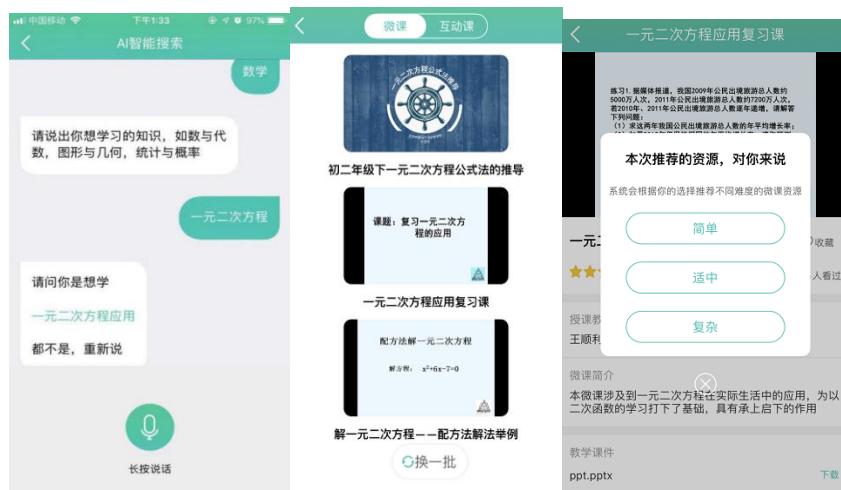 中国移动
下午1:33
97%
AI智能搜索
数学
请说出你想学习的知识，如数与代
数，图形与几何，统计与概率
一元二次方程
请问你是想学
一元二次方程应用
都不是，重新说
长按说话
微课
互动课
一元二次方程公式法推导
初二年级下一元二次方程公式法的推导
课题：复习一元二次方
程的应用
一元二次方程应用复习课
配方法解一元二次方程
解方程： x²+6x-7=0
解一元二次方程——配方法解法举例
换一批
一元二次方程应用复习课
练习1. 据媒体报道，我国2009年公民出境旅游总人数约
5000万人次，2011年公民出境旅游总人数约7200万人次，
若2010年、2011年公民出境旅游总人数逐年递增，请解答
下列问题：
（1）求这两年我国公民出境旅游总人数的年平均增长率；
本次推荐的资源，对你来说
系统会根据你的选择推荐不同难度的微课资源
简单
适中
复杂
一元二
收藏
人看过
授课教
王顺利
微课简介
本微课涉及到一元二次方程在实际生活中的应用，为以
二次函数的学习打下了基础，具有承上启下的作用
教学课件
ppt.pptx
下载